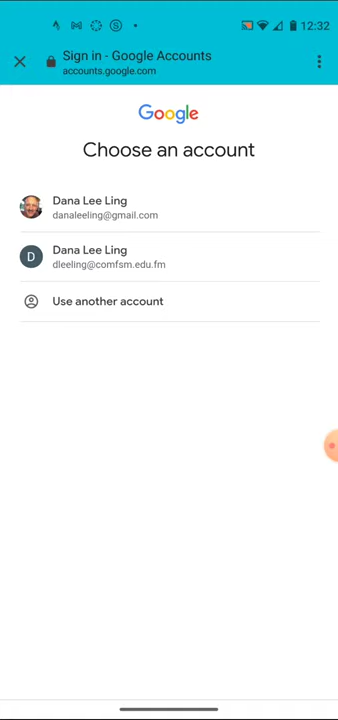 12:32
Sign in - Google Accounts
accounts.google.com
Google
Choose an account
Dana Lee Ling
danaleeling@gmail.com
D
Dana Lee Ling
dleeling@comfsm.edu.fm
Use another account